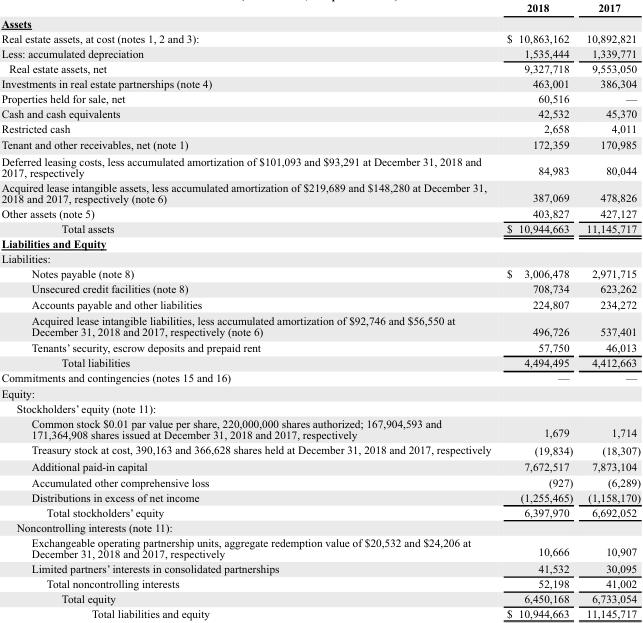 2018 2017
Assets
Real estate assets, at cost (notes 1, 2 and 3): $ 10,863,162 10,892,821
Less: accumulated depreciation 1,535,444 1,339,771
Real estate assets, net 9,327,718 9,553,050
Investments in real estate partnerships (note 4) 463,001 386,304
Properties held for sale, net 60,516 —
Cash and cash equivalents 42,532 45,370
Restricted cash 2,658 4,011
Tenant and other receivables, net (note 1) 172,359 170,985
Deferred leasing costs, less accumulated amortization of $101,093 and $93,291 at December 31, 2018 and
2017, respectively 84,983 80,044
Acquired lease intangible assets, less accumulated amortization of $219,689 and $148,280 at December 31,
2018 and 2017, respectively (note 6) 387,069 478,826
Other assets (note 5) 403,827 427,127
Total assets $ 10,944,663 11,145,717
Liabilities and Equity
Liabilities:
Notes payable (note 8) $ 3,006,478 2,971,715
Unsecured credit facilities (note 8) 708,734 623,262
Accounts payable and other liabilities 224,807 234,272
Acquired lease intangible liabilities, less accumulated amortization of $92,746 and $56,550 at
December 31, 2018 and 2017, respectively (note 6) 496,726 537,401
Tenants' security, escrow deposits and prepaid rent 57,750 46,013
Total liabilities 4,494,495 4,412,663
Commitments and contingencies (notes 15 and 16) — —
Equity:
Stockholders' equity (note 11):
Common stock $0.01 par value per share, 220,000,000 shares authorized; 167,904,593 and
171,364,908 shares issued at December 31, 2018 and 2017, respectively 1,679 1,714
Treasury stock at cost, 390,163 and 366,628 shares held at December 31, 2018 and 2017, respectively (19,834) (18,307)
Additional paid-in capital 7,672,517 7,873,104
Accumulated other comprehensive loss (927) (6,289)
Distributions in excess of net income (1,255,465) (1,158,170)
Total stockholders' equity 6,397,970 6,692,052
Noncontrolling interests (note 11):
Exchangeable operating partnership units, aggregate redemption value of $20,532 and $24,206 at
December 31, 2018 and 2017, respectively 10,666 10,907
Limited partners' interests in consolidated partnerships 41,532 30,095
Total noncontrolling interests 52,198 41,002
Total equity 6,450,168 6,733,054
Total liabilities and equity $ 10,944,663 11,145,717